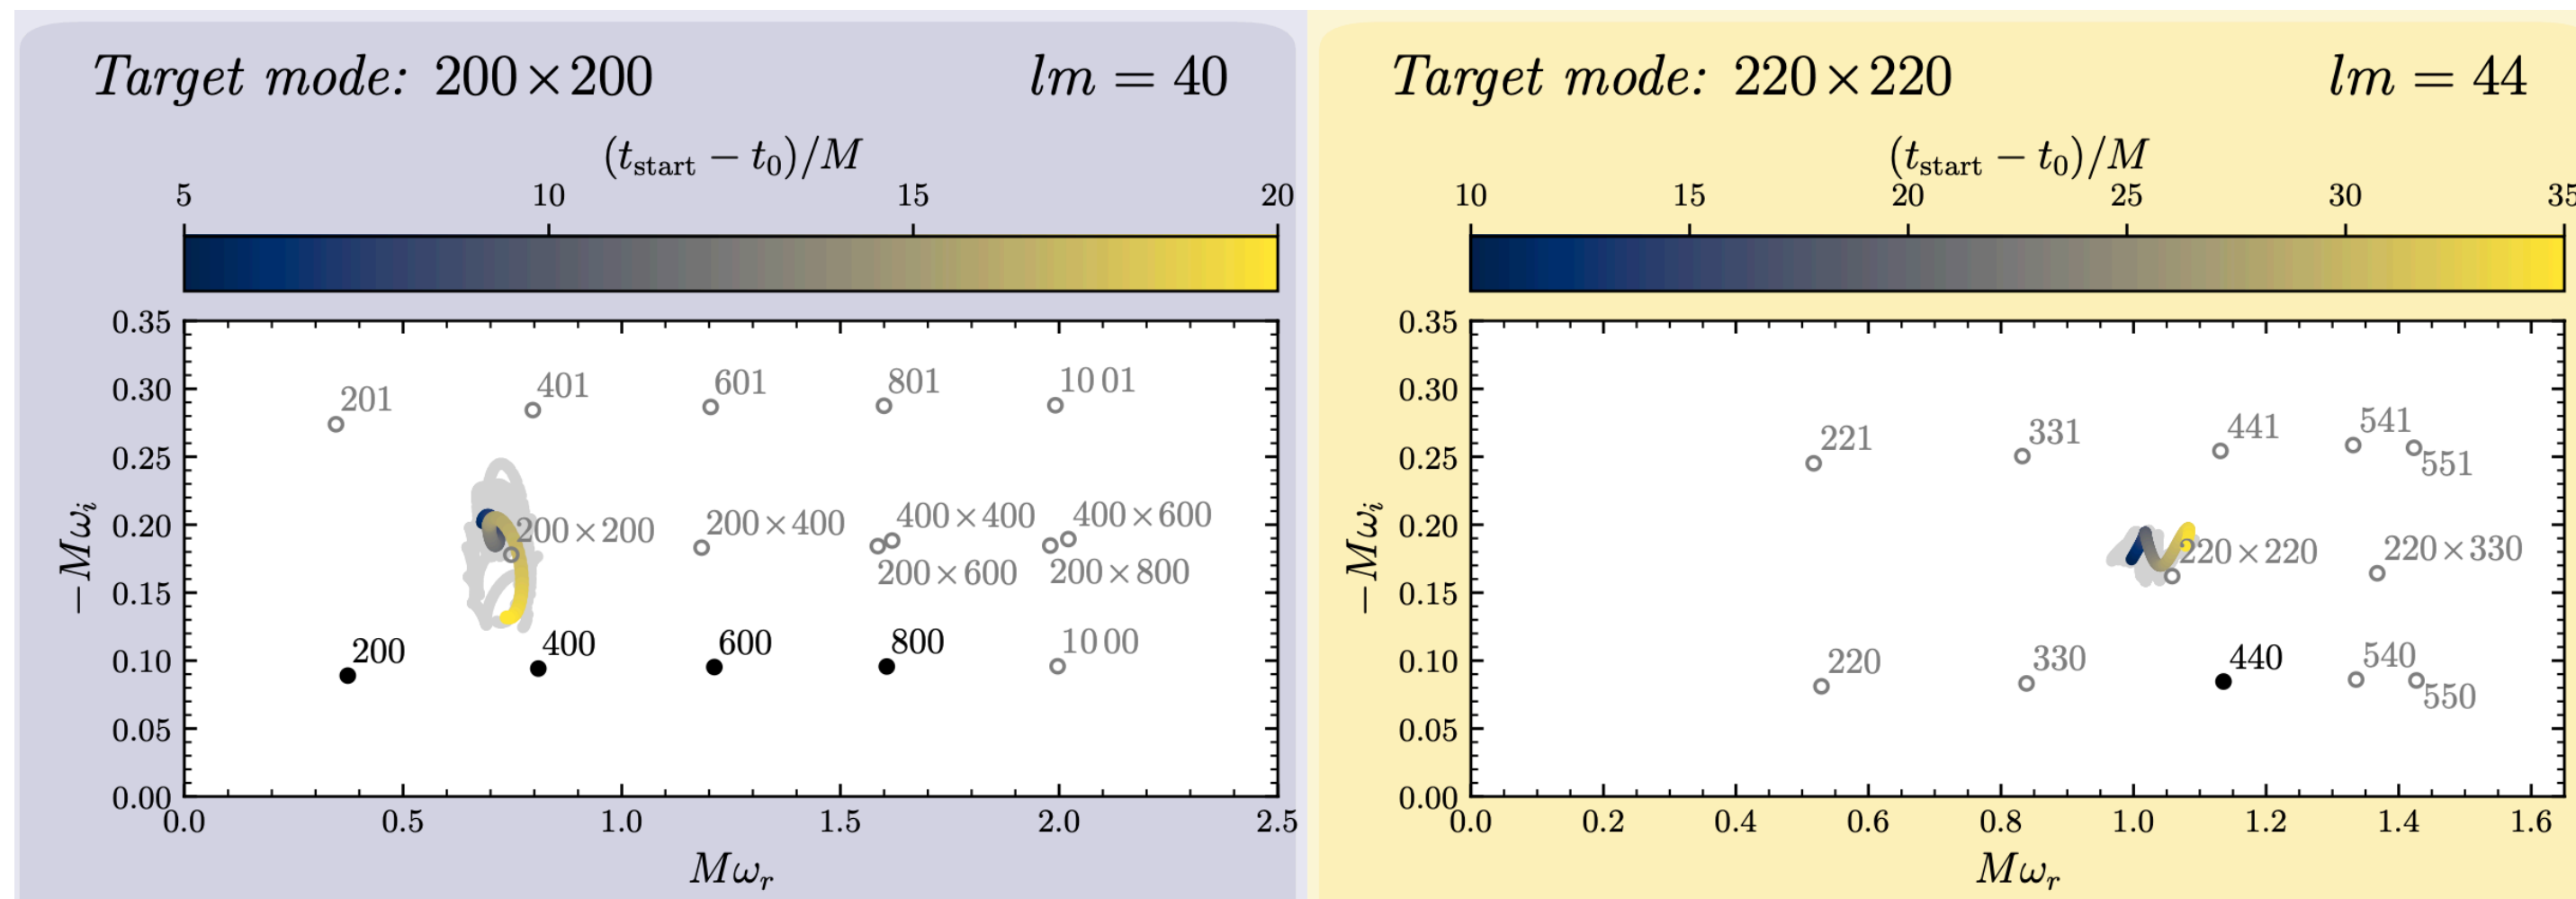 Target mode: 200×200 lm = 40
(t_start − t_0)/M
5 10 15 20
0.35
0.30
0.25
0.20
0.15
0.10
0.05
0.00
−Mω_i
201 401 601 801 10 01
200×200 200×400 400×400 400×600
200×600 200×800
200 400 600 800 10 00
0.0 0.5 1.0 1.5 2.0 2.5
Mω_r
Target mode: 220×220 lm = 44
(t_start − t_0)/M
10 15 20 25 30 35
0.35
0.30
0.25
0.20
0.15
0.10
0.05
0.00
−Mω_i
221 331 441 541
551
220×220 220×330
220 330 440 540
550
0.0 0.2 0.4 0.6 0.8 1.0 1.2 1.4 1.6
Mω_r